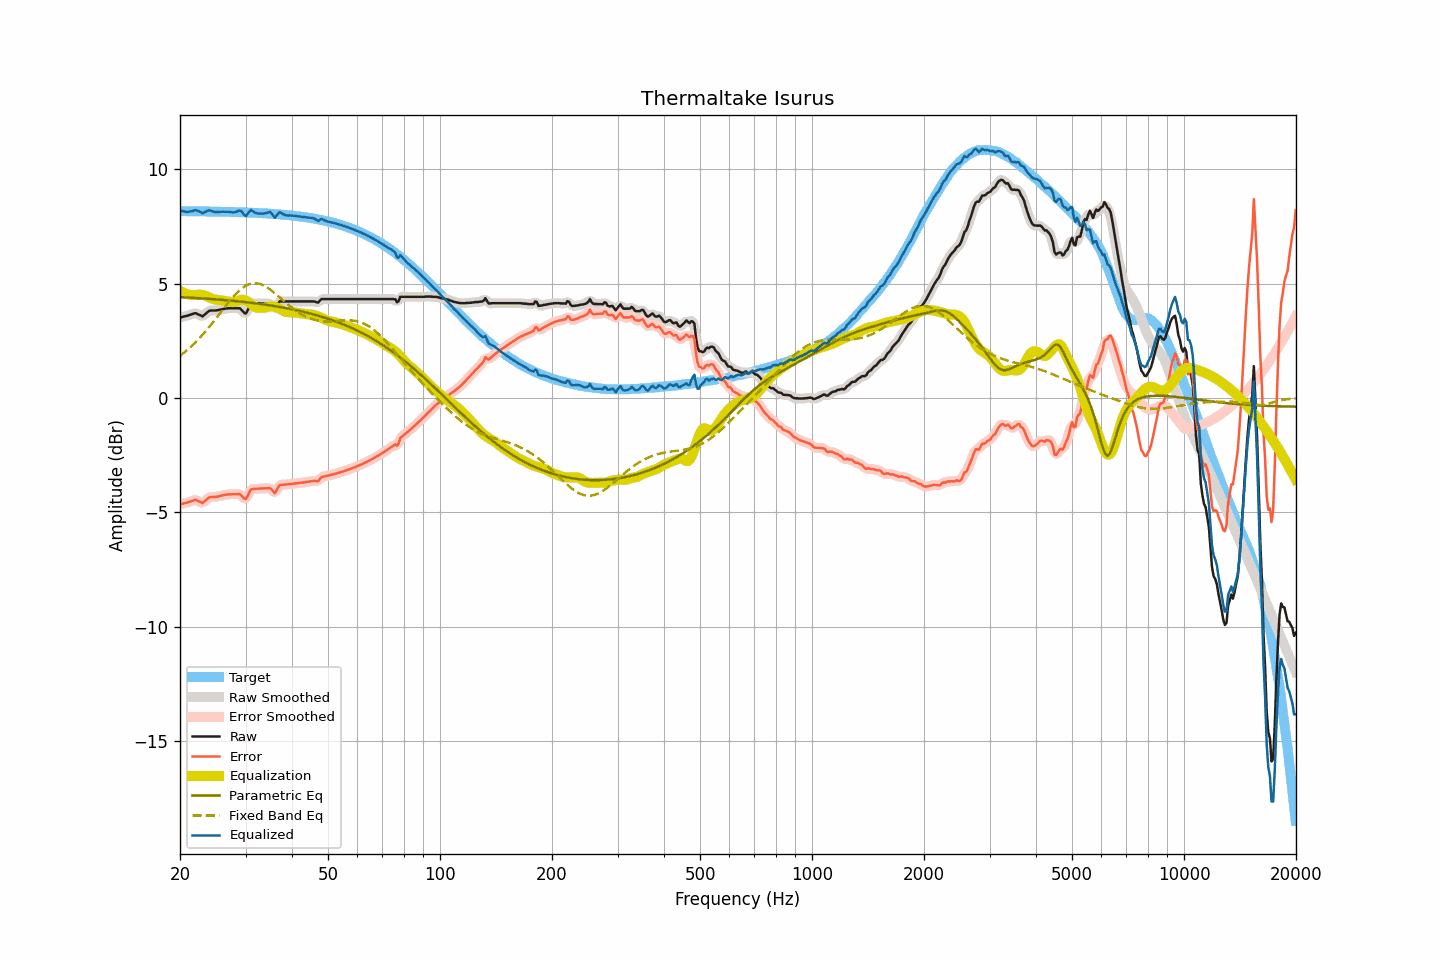 Thermaltake Isurus
Amplitude (dBr)
10
5
0
−5
−10
−15
Target
Raw Smoothed
Error Smoothed
Raw
Error
Equalization
Parametric Eq
Fixed Band Eq
Equalized
20 50 100 200 500 1000 2000 5000 10000 20000
Frequency (Hz)